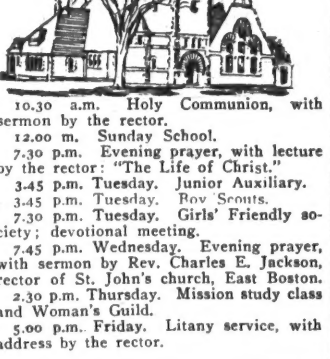 10.30 a.m. Holy Communion, with
sermon by the rector.
12.00 m. Sunday School.
7.30 p.m. Evening prayer, with lecture
by the rector: "The Life of Christ."
3.45 p.m. Tuesday. Junior Auxiliary.
3.45 p.m. Tuesday. Boy Scouts.
7.30 p.m. Tuesday. Girls' Friendly so-
ciety; devotional meeting.
7.45 p.m. Wednesday. Evening prayer,
with sermon by Rev. Charles E. Jackson,
rector of St. John's church, East Boston.
2.30 p.m. Thursday. Mission study class
and Woman's Guild.
5.00 p.m. Friday. Litany service, with
address by the rector.